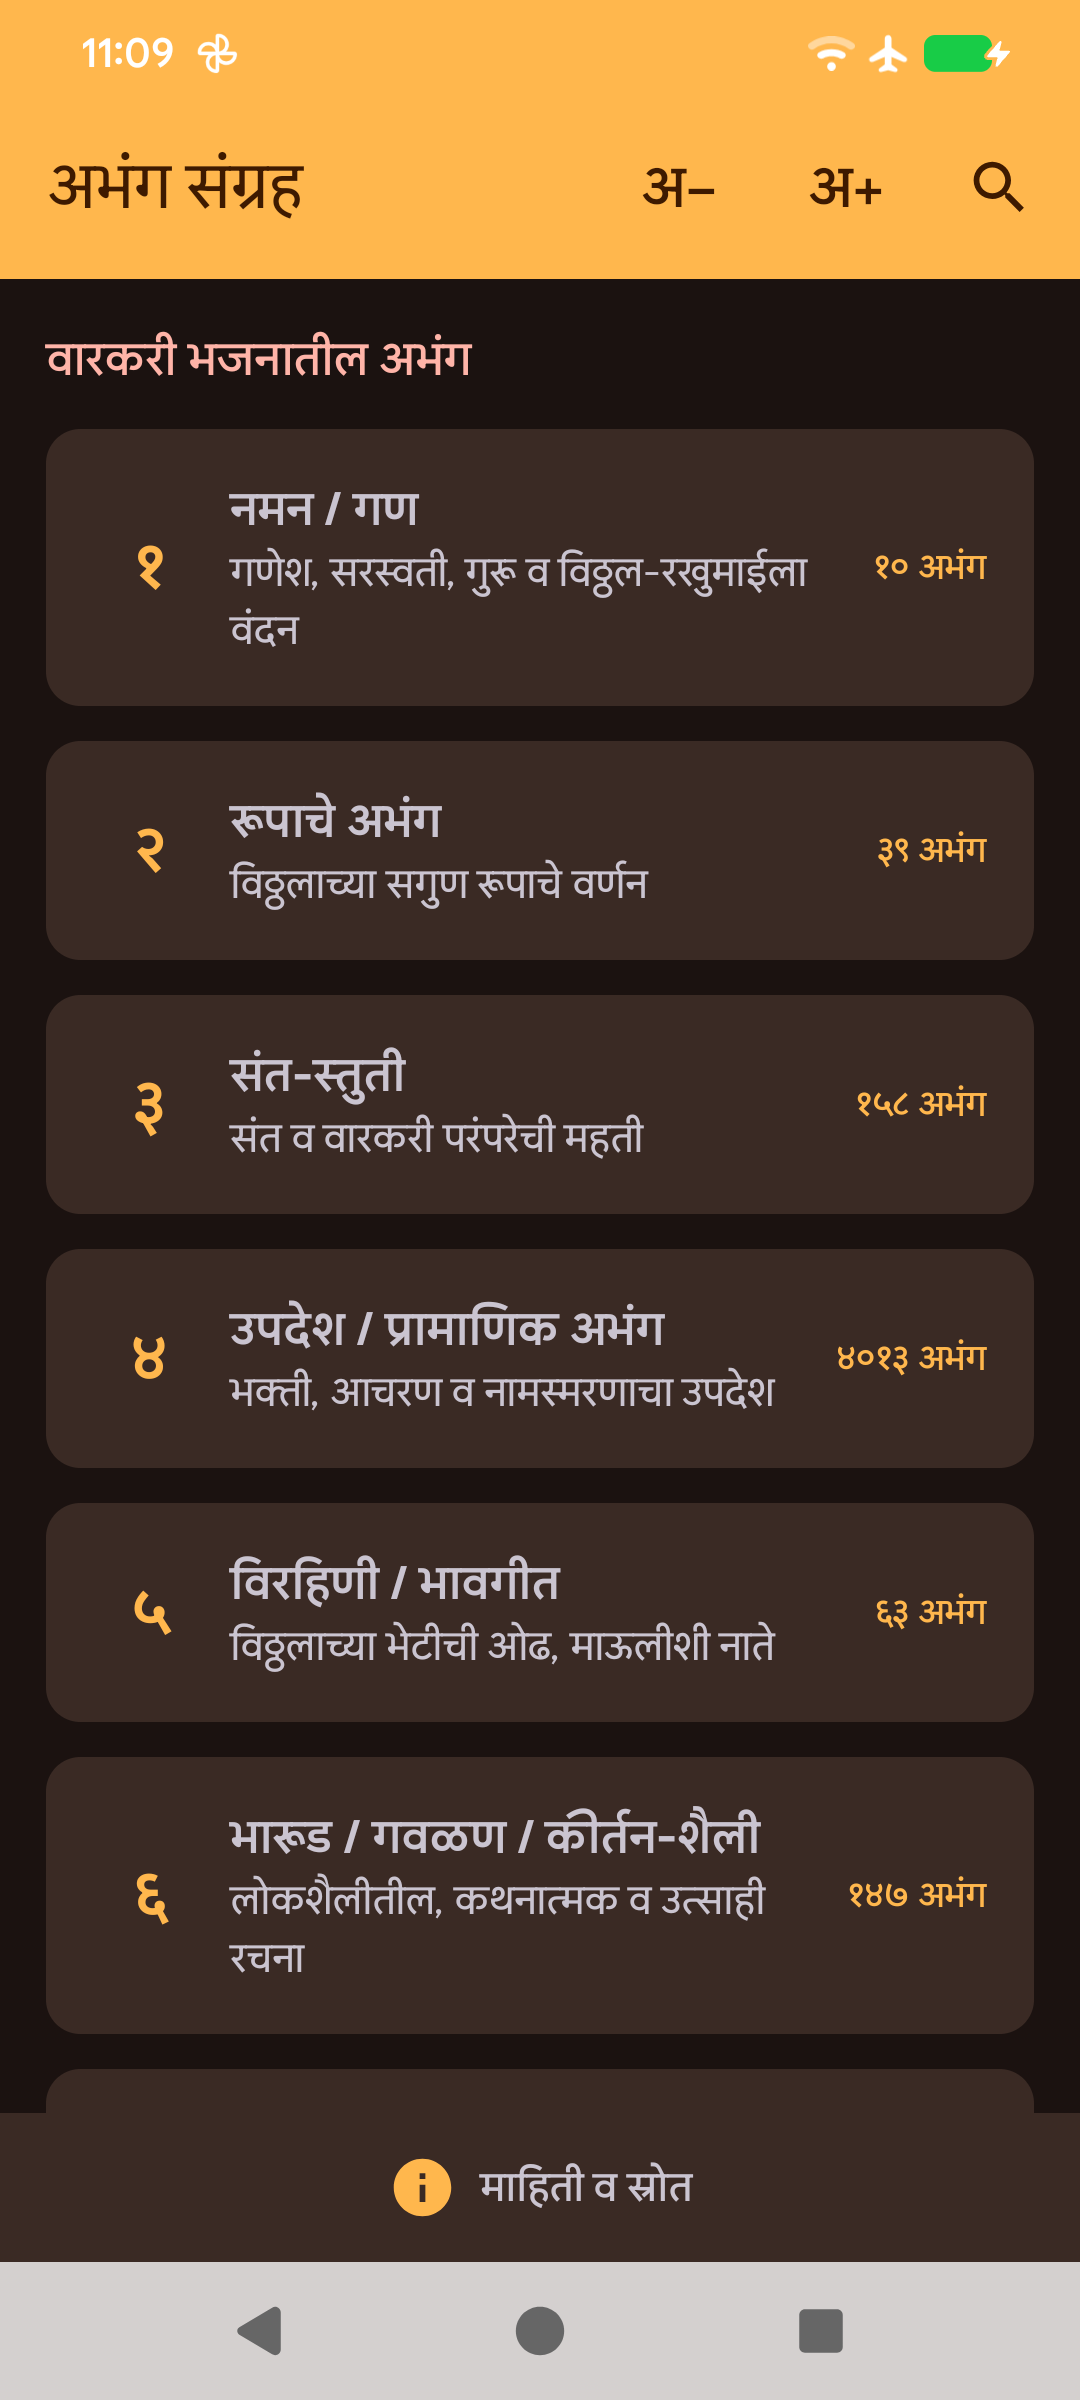 11:09
अभंग संग्रह अ– अ+
वारकरी भजनातील अभंग
१
नमन / गण
गणेश, सरस्वती, गुरू व विठ्ठल-रखुमाईला
वंदन
१० अभंग
२
रूपाचे अभंग
विठ्ठलाच्या सगुण रूपाचे वर्णन
३९ अभंग
३
संत-स्तुती
संत व वारकरी परंपरेची महती
१५८ अभंग
४
उपदेश / प्रामाणिक अभंग
भक्ती, आचरण व नामस्मरणाचा उपदेश
४०१३ अभंग
५
विरहिणी / भावगीत
विठ्ठलाच्या भेटीची ओढ, माऊलीशी नाते
६३ अभंग
६
भारूड / गवळण / कीर्तन-शैली
लोकशैलीतील, कथनात्मक व उत्साही
रचना
१४७ अभंग
माहिती व स्रोत